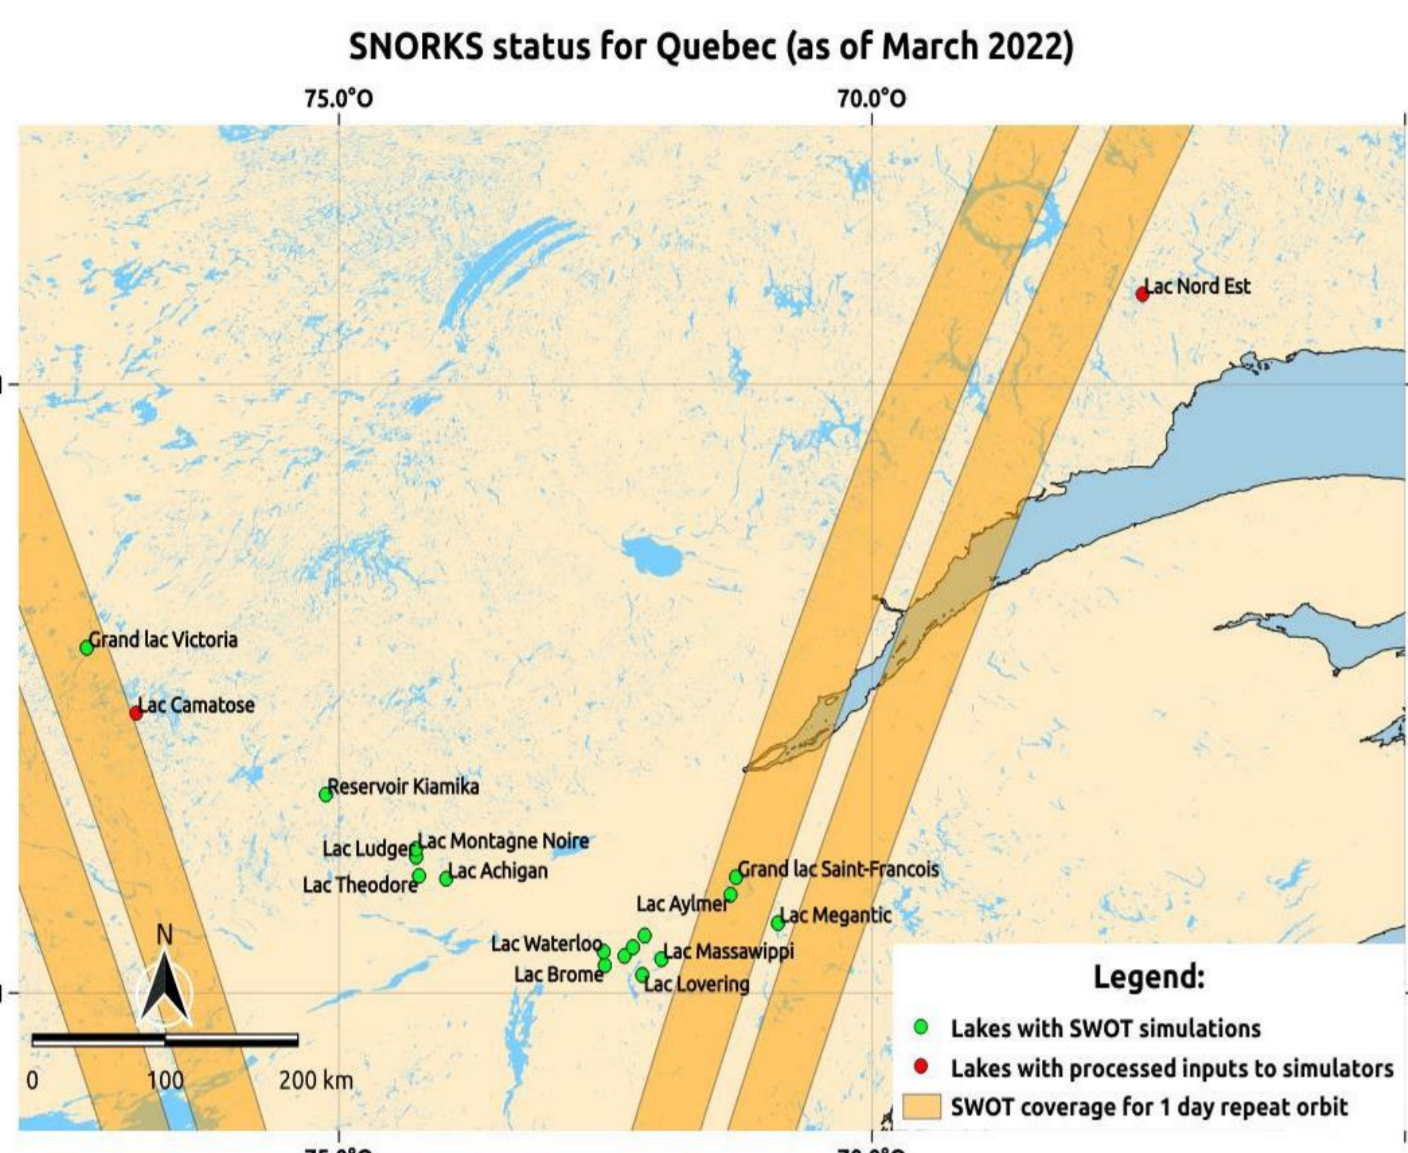 SNORKS status for Quebec (as of March 2022)
75.0°O
70.0°O
Lac Nord Est
Grand lac Victoria
Lac Camatose
Reservoir Kiamika
Lac Montagne Noire
Lac Ludger
Lac Achigan
Lac Theodore
Grand lac Saint-Francois
Lac Aylmer
Lac Megantic
Lac Waterloo
Lac Massawippi
Lac Brome
Lac Lovering
N
0 100 200 km
Legend:
Lakes with SWOT simulations
Lakes with processed inputs to simulators
SWOT coverage for 1 day repeat orbit